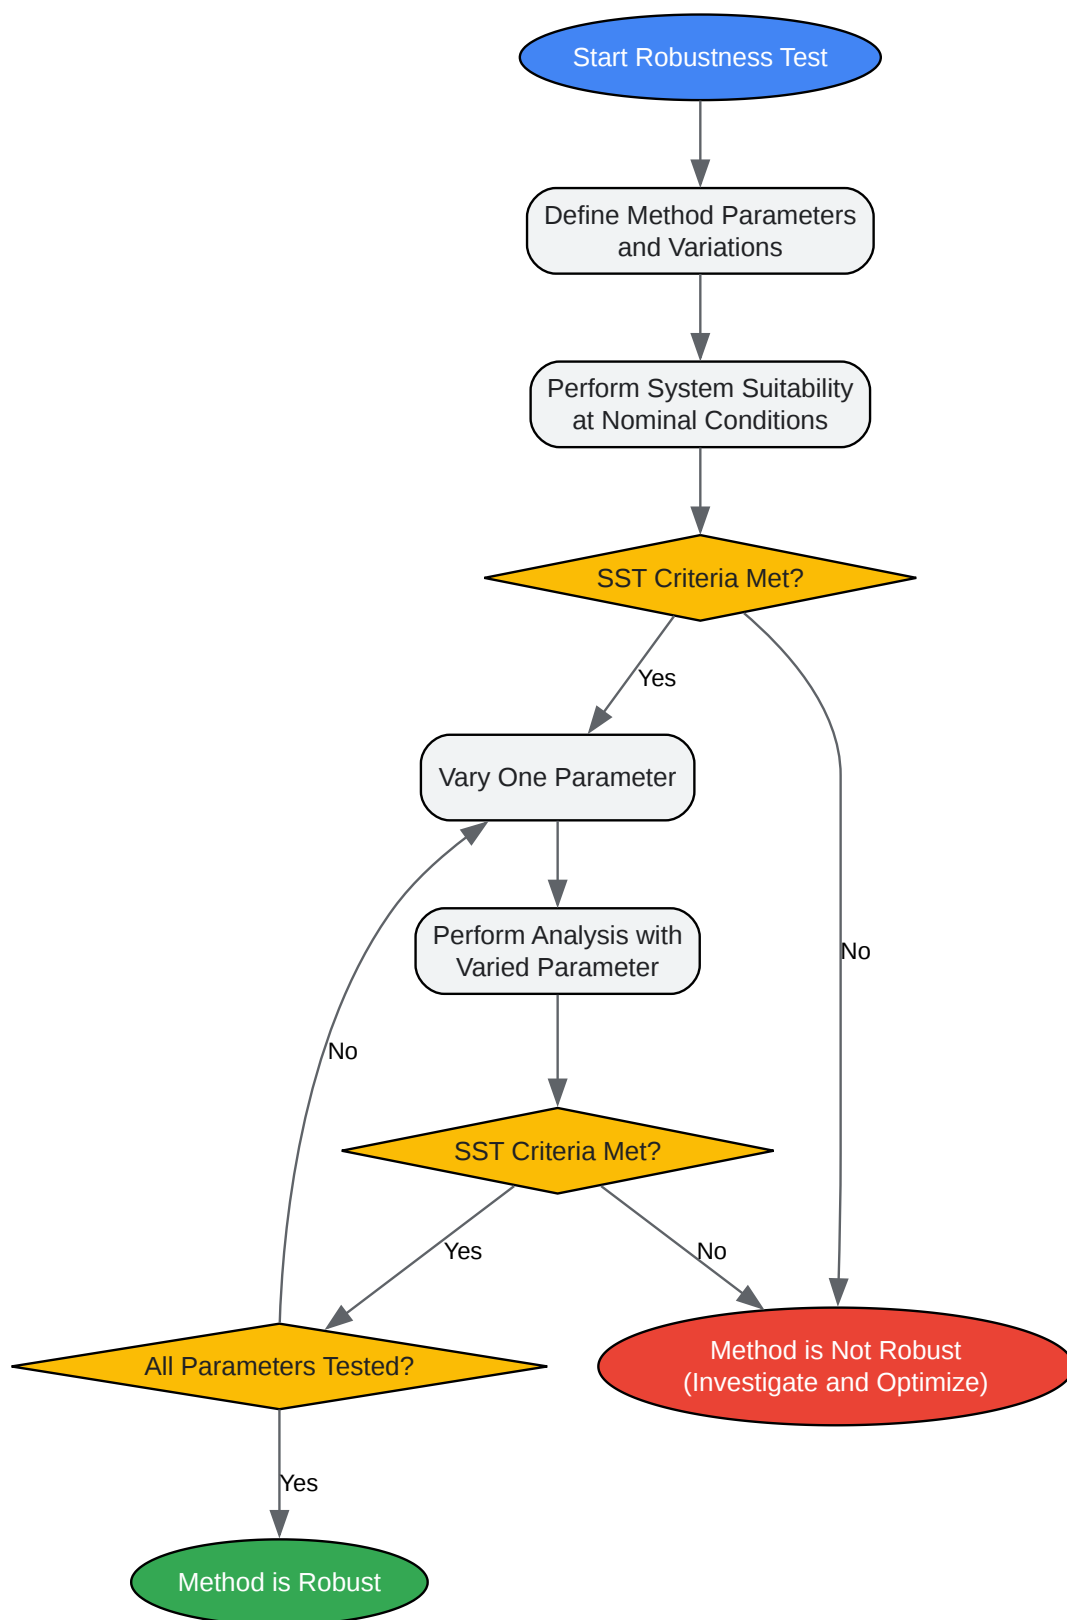 Start Robustness Test
Define Method Parameters
and Variations
Perform System Suitability
at Nominal Conditions
SST Criteria Met?
Yes
Vary One Parameter
Perform Analysis with
Varied Parameter
No
No
SST Criteria Met?
Yes
No
All Parameters Tested?
Method is Not Robust
(Investigate and Optimize)
Yes
Method is Robust